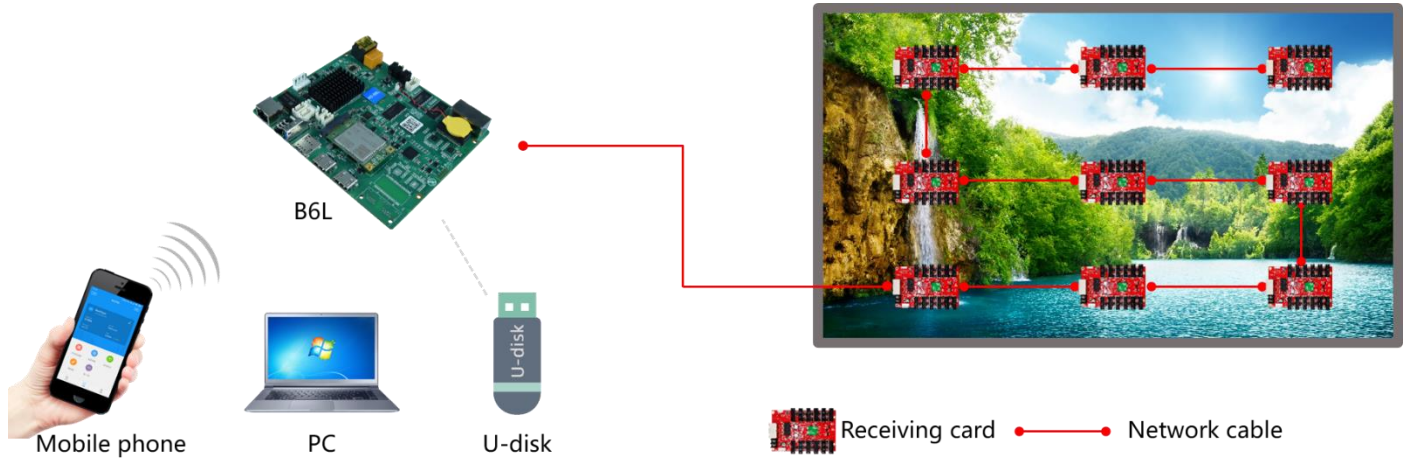 B6L
U-disk
Mobile phone
PC
U-disk
Receiving card
Network cable